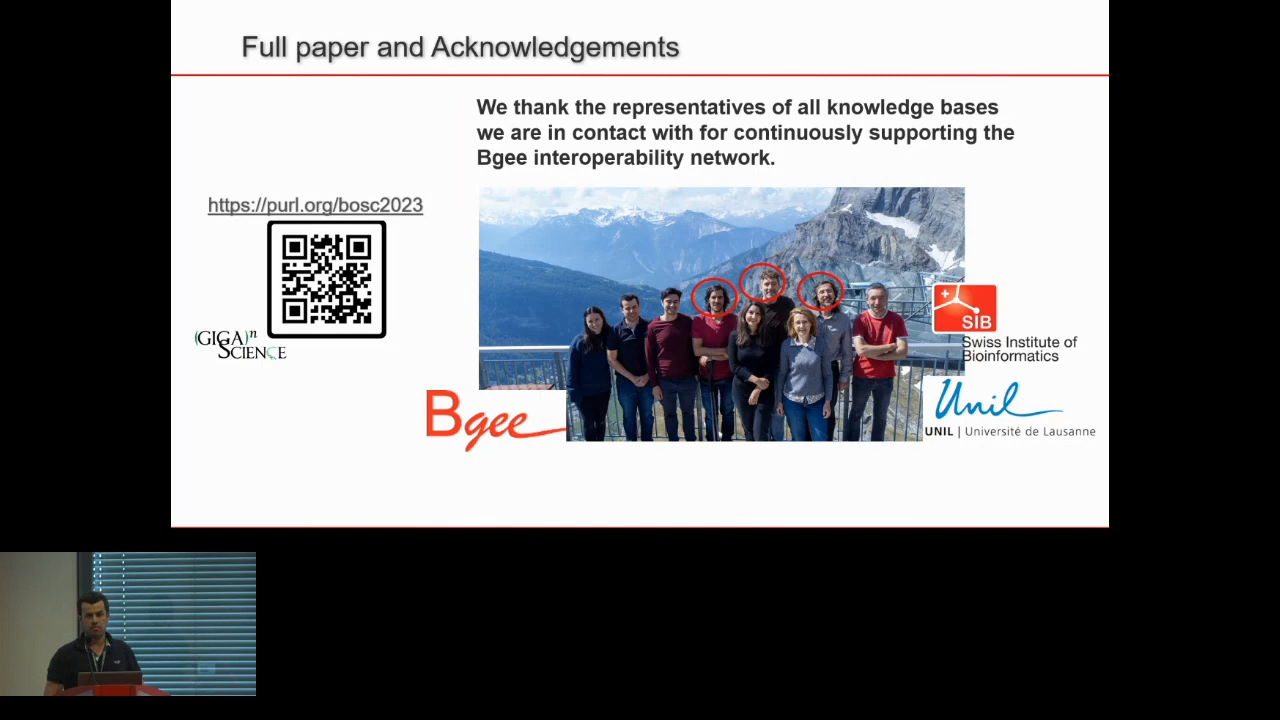 Full paper and Acknowledgements
We thank the representatives of all knowledge bases
we are in contact with for continuously supporting the
Bgee interoperability network.
https://purl.org/bosc2023
(GIGA)n
SCIENCE
Bgee
SIB
Swiss Institute of
Bioinformatics
Unil
UNIL | Université de Lausanne